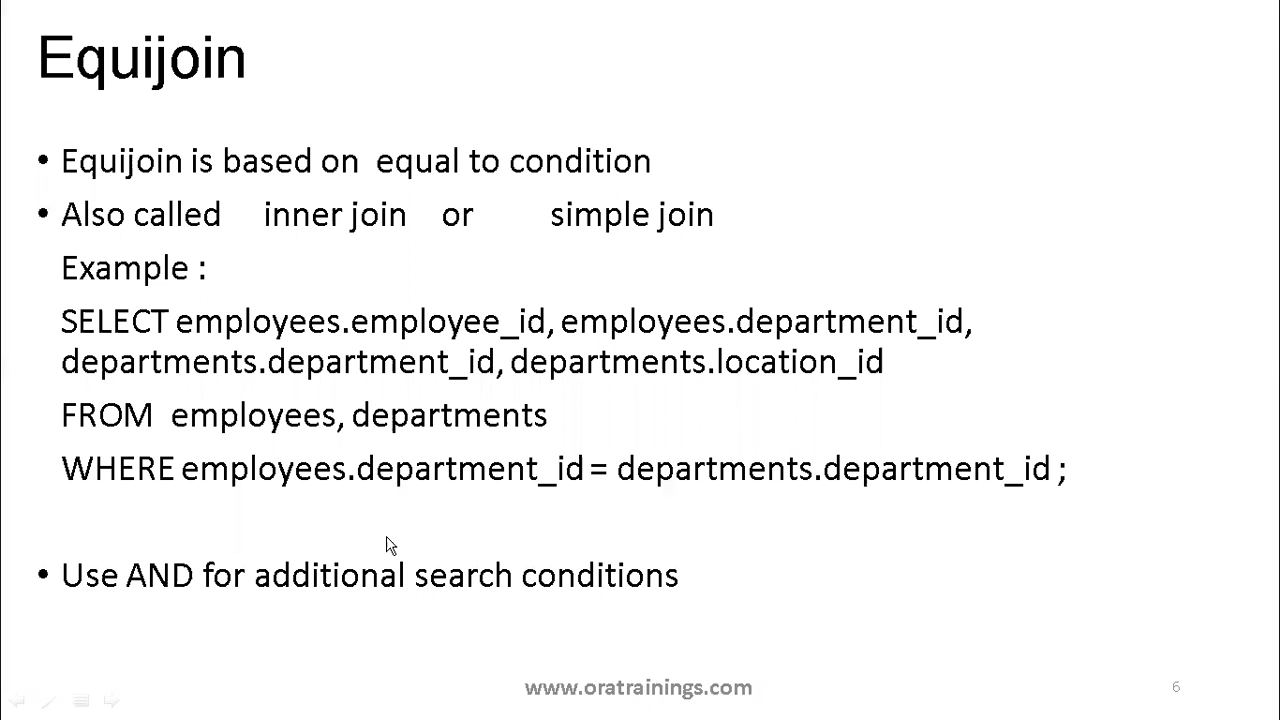 Equijoin
• Equijoin is based on equal to condition
• Also called inner join or simple join
Example :
SELECT employees.employee_id, employees.department_id,
departments.department_id, departments.location_id
FROM employees, departments
WHERE employees.department_id = departments.department_id ;
• Use AND for additional search conditions
www.oratrainings.com
6